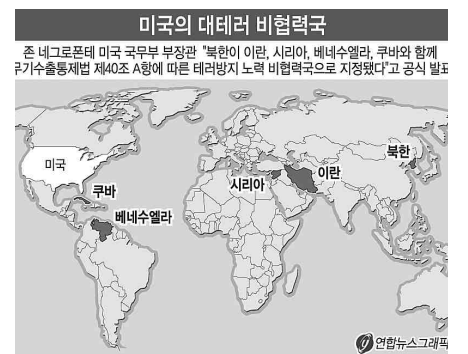 미국의 대테러 비협력국
존 네그로폰테 미국 국무부 부장관 "북한이 이란, 시리아, 베네수엘라, 쿠바와 함께
무기수출통제법 제40조 A항에 따른 테러방지 노력 비협력국으로 지정됐다"고 공식 발표
미국
북한
쿠바
시리아
이란
베네수엘라
연합뉴스그래픽